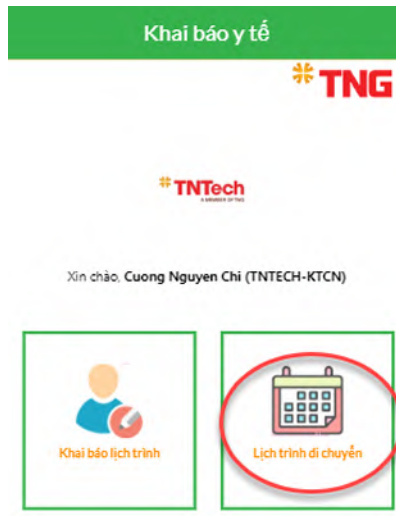 Khai báo y tế
TNG
TNTech
A MEMBER OF TNG
Xin chào, Cuong Nguyen Chi (TNTECH-KTCN)
Khai báo lịch trình
Lịch trình di chuyển